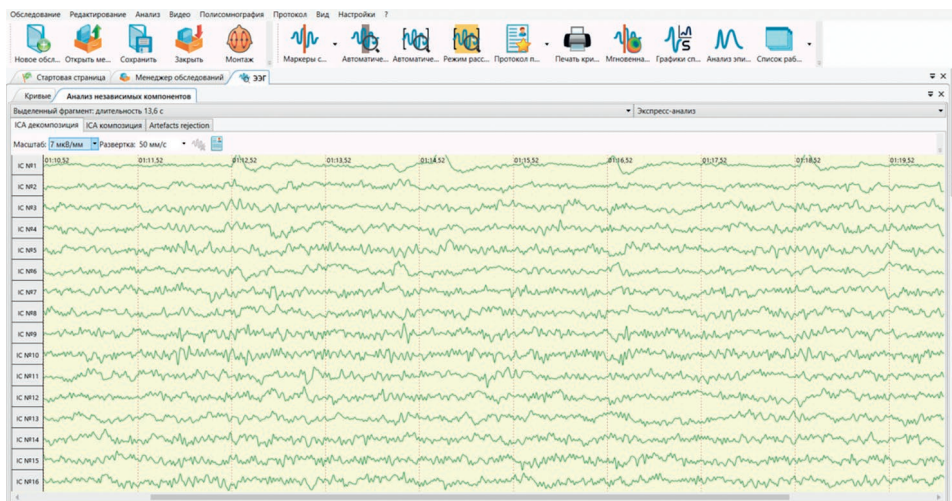 Обследование Редактирование Анализ Видео Полисомнография Протокол Вид Настройки ?
Новое обсл... Открыть ме... Сохранить Закрыть Монтаж Маркеры с... Автоматиче... Автоматиче... Режим расс... Протокол п... Печать кри... Мгновенна... Графики сп... Анализ эпи... Список раб...
Стартовая страница Менеджер обследований ЭЭГ
Кривые Анализ независимых компонентов
Выделенный фрагмент: длительность 13,6 с Экспресс-анализ
ICA декомпозиция ICA композиция Artefacts rejection
Масштаб: 7 мкВ/мм Развертка: 50 мм/с
01:10,52 01:11,52 01:12,52 01:13,52 01:14,52 01:15,52 01:16,52 01:17,52 01:18,52 01:19,52
IC №1
IC №2
IC №3
IC №4
IC №5
IC №6
IC №7
IC №8
IC №9
IC №10
IC №11
IC №12
IC №13
IC №14
IC №15
IC №16